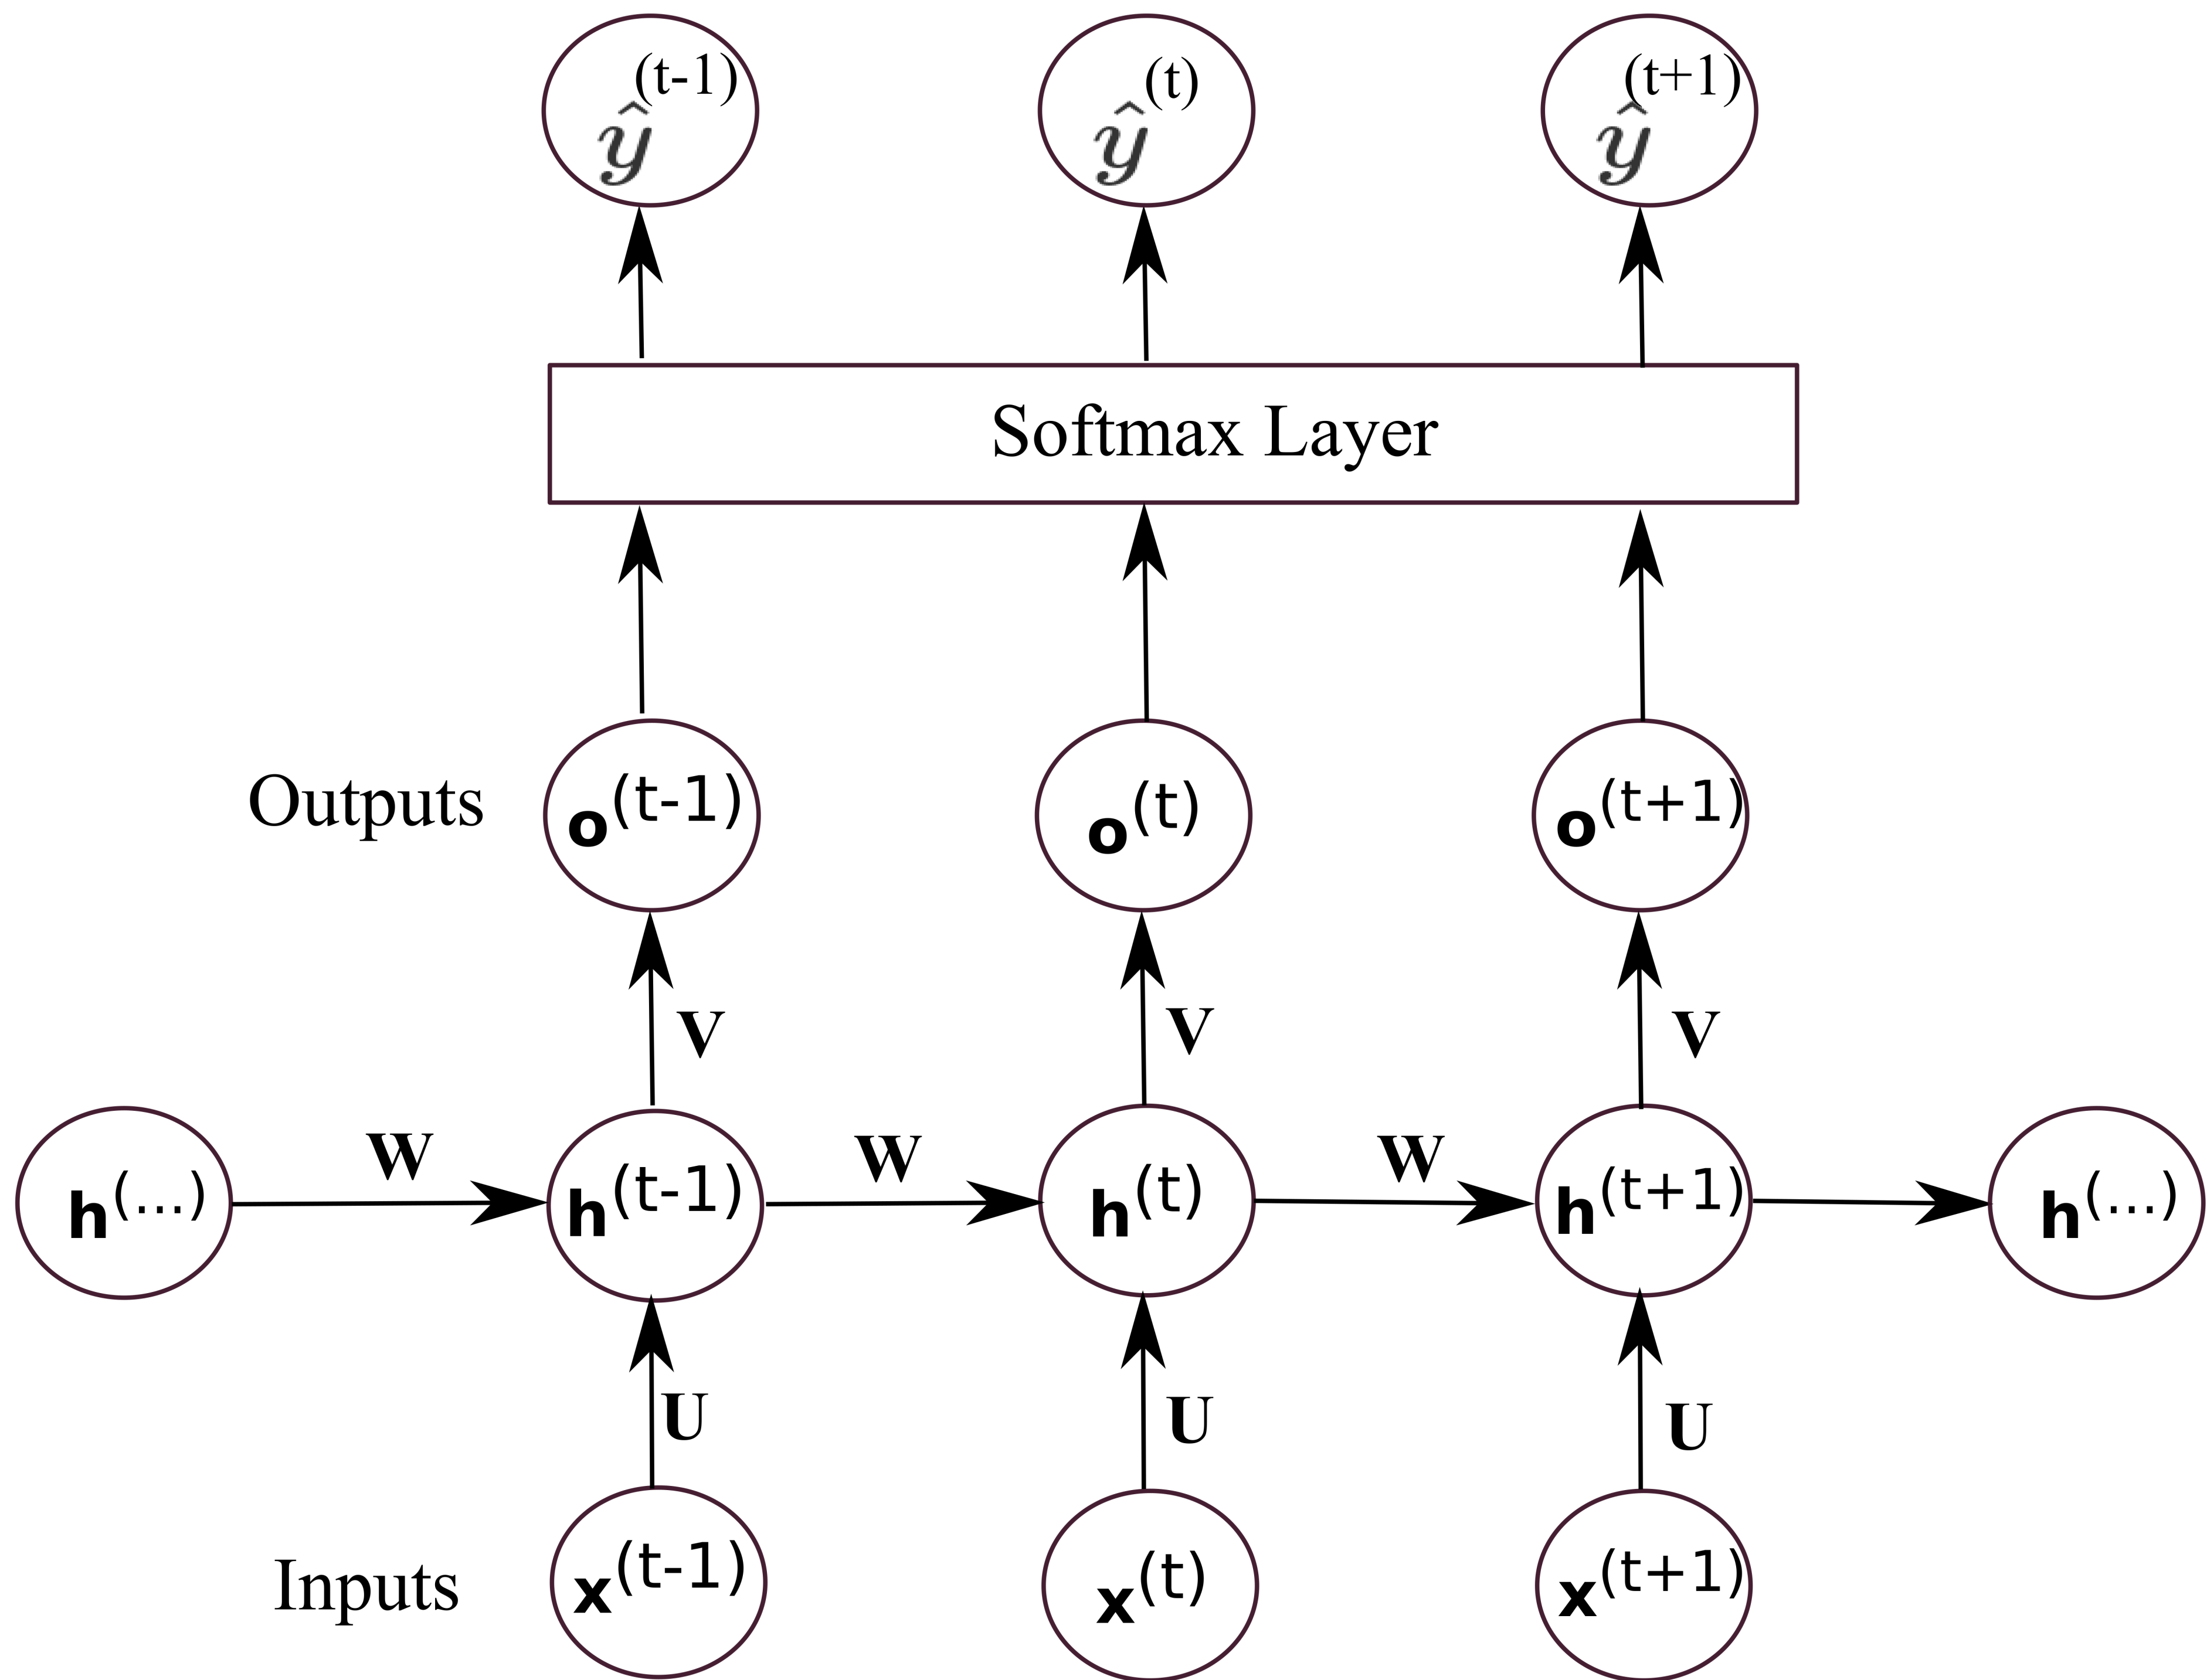 ŷ(t-1) ŷ(t) ŷ(t+1)
Softmax Layer
Outputs o(t-1) o(t) o(t+1)
V V V
W W W
h(...) h(t-1) h(t) h(t+1) h(...)
U U U
Inputs x(t-1) x(t) x(t+1)